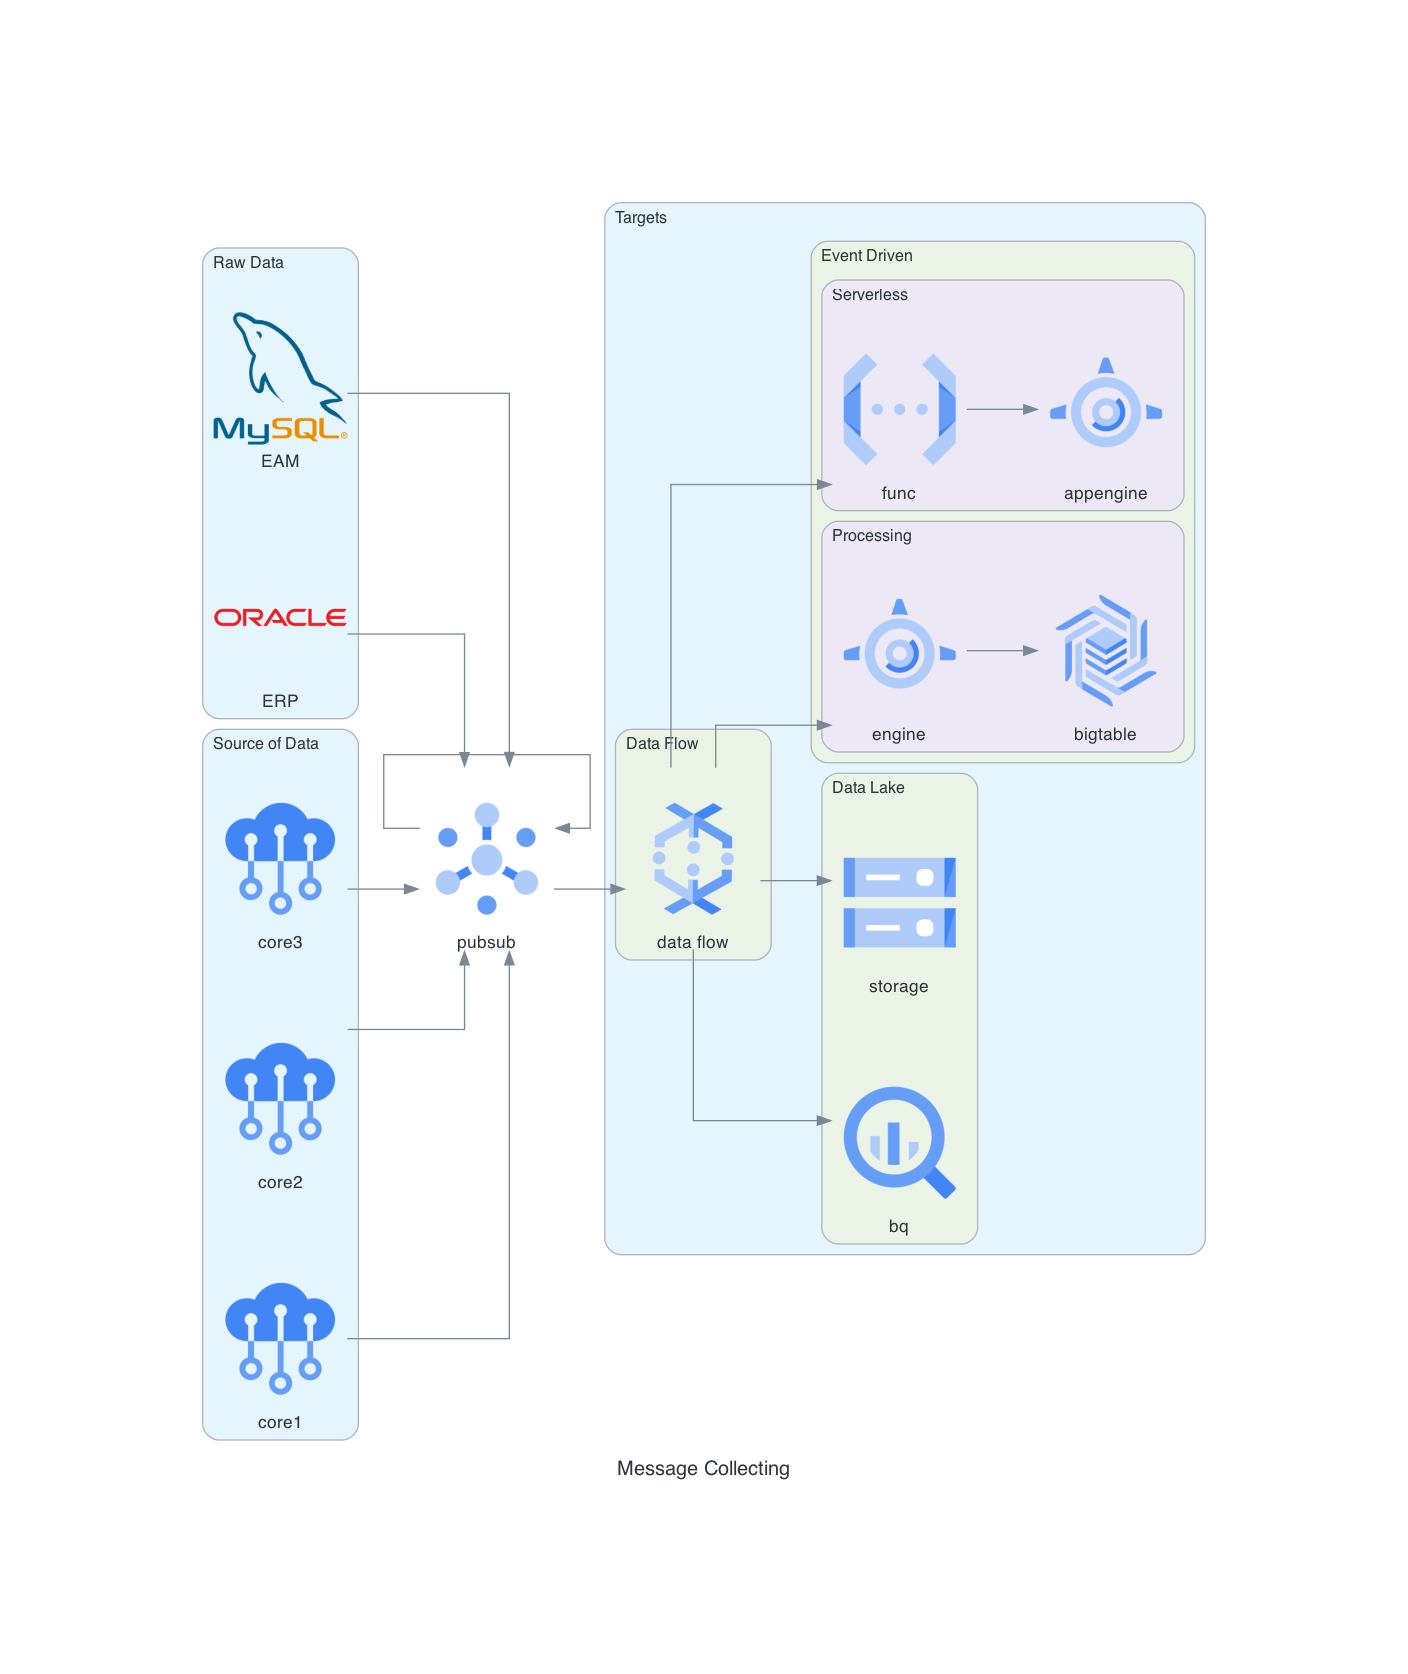 Targets
Event Driven
Raw Data
Serverless
MySQL®
EAM
func
appengine
Processing
ORACLE
ERP
engine
bigtable
Source of Data
Data Flow
Data Lake
core3
pubsub
data flow
storage
core2
bq
core1
Message Collecting